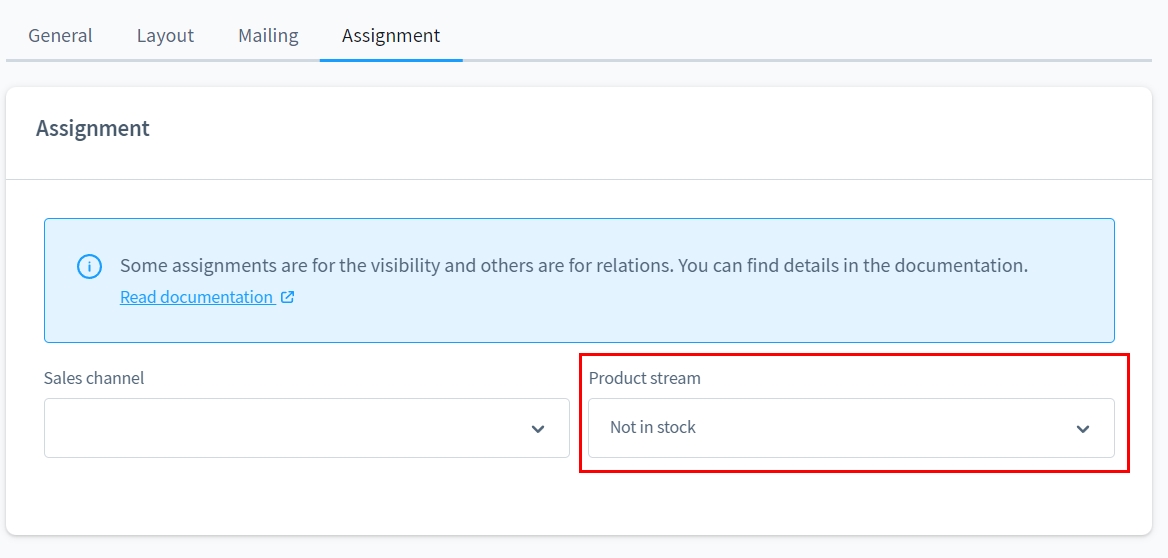 General Layout Mailing Assignment
Assignment
Some assignments are for the visibility and others are for relations. You can find details in the documentation.
Read documentation
Sales channel Product stream
Not in stock